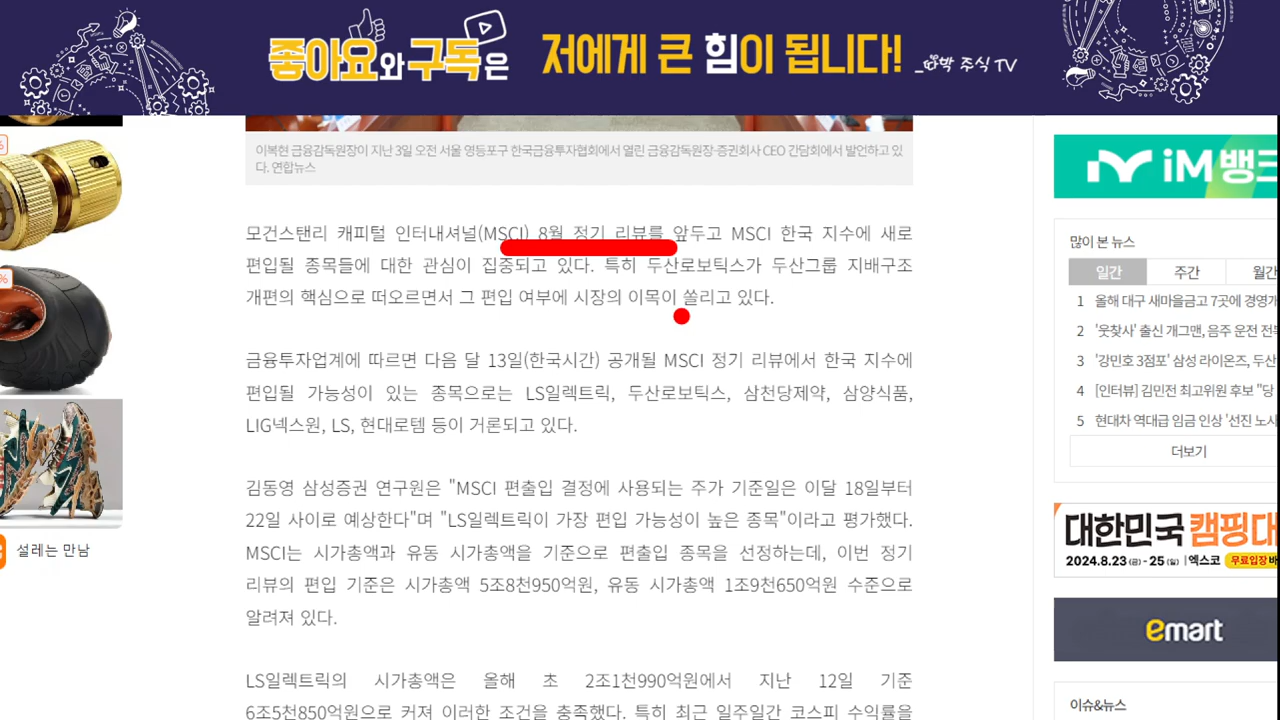 좋아요와 구독은 저에게 큰 힘이 됩니다!
박 주식 TV
이복현 금융감독원장이 지난 3일 오전 서울 영등포구 한국금융투자협회에서 열린 금융감독원장-증권회사 CEO 간담회에서 발언하고 있
다. 연합뉴스
모건스탠리 캐피털 인터내셔널(MSCI) 8월 정기 리뷰를 앞두고 MSCI 한국 지수에 새로
편입될 종목들에 대한 관심이 집중되고 있다. 특히 두산로보틱스가 두산그룹 지배구조
개편의 핵심으로 떠오르면서 그 편입 여부에 시장의 이목이 쏠리고 있다.
금융투자업계에 따르면 다음 달 13일(한국시간) 공개될 MSCI 정기 리뷰에서 한국 지수에
편입될 가능성이 있는 종목으로는 LS일렉트릭, 두산로보틱스, 삼천당제약, 삼양식품,
LIG넥스원, LS, 현대로템 등이 거론되고 있다.
김동영 삼성증권 연구원은 "MSCI 편출입 결정에 사용되는 주가 기준일은 이달 18일부터
22일 사이로 예상한다"며 "LS일렉트릭이 가장 편입 가능성이 높은 종목"이라고 평가했다.
MSCI는 시가총액과 유동 시가총액을 기준으로 편출입 종목을 선정하는데, 이번 정기
리뷰의 편입 기준은 시가총액 5조8천950억원, 유동 시가총액 1조9천650억원 수준으로
알려져 있다.
LS일렉트릭의 시가총액은 올해 초 2조1천990억원에서 지난 12일 기준
6조5천850억원으로 커져 이러한 조건을 충족했다. 특히 최근 일주일간 코스피 수익률을
%
%
설레는 만남
iM뱅크
많이 본 뉴스
일간 주간 월간
1 올해 대구 새마을금고 7곳에 경영개
2 '웃찾사' 출신 개그맨, 음주 운전 전동
3 '강민호 3점포' 삼성 라이온즈, 두산
4 [인터뷰] 김민전 최고위원 후보 "당
5 현대차 역대급 임금 인상 '선진 노사
더보기
대한민국 캠핑대
2024.8.23(금) - 25(일) | 엑스코 무료입장
emart
이슈&뉴스